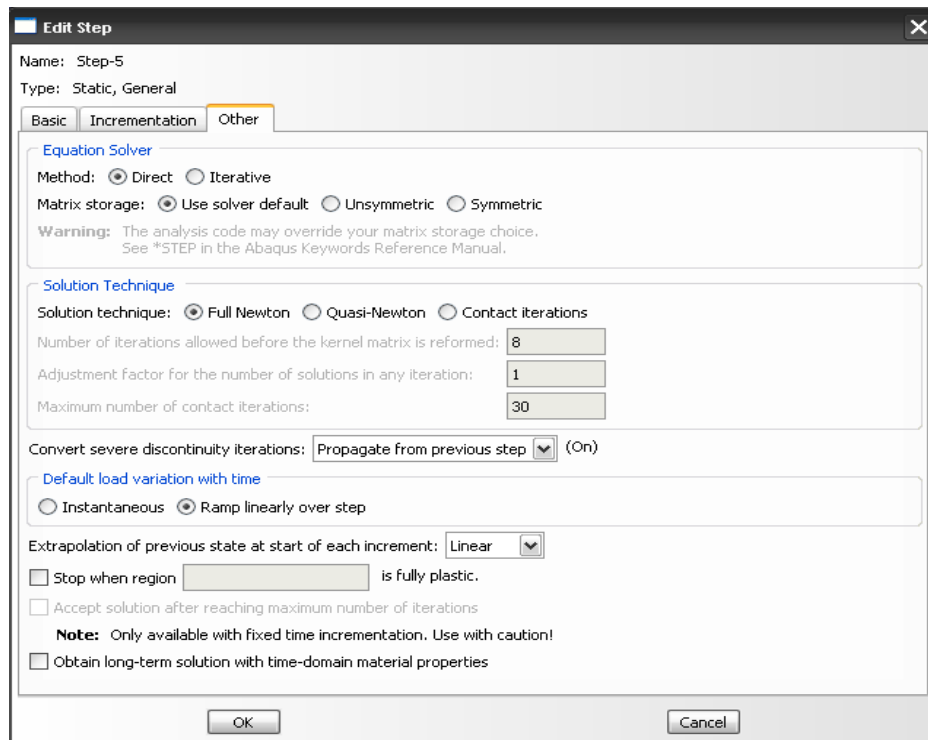 Edit Step
Name: Step-5
Type: Static, General
Basic Incrementation Other
Equation Solver
Method: Direct Iterative
Matrix storage: Use solver default Unsymmetric Symmetric
Warning: The analysis code may override your matrix storage choice.
See *STEP in the Abaqus Keywords Reference Manual.
Solution Technique
Solution technique: Full Newton Quasi-Newton Contact iterations
Number of iterations allowed before the kernel matrix is reformed: 8
Adjustment factor for the number of solutions in any iteration: 1
Maximum number of contact iterations: 30
Convert severe discontinuity iterations: Propagate from previous step (On)
Default load variation with time
Instantaneous Ramp linearly over step
Extrapolation of previous state at start of each increment: Linear
Stop when region is fully plastic.
Accept solution after reaching maximum number of iterations
Note: Only available with fixed time incrementation. Use with caution!
Obtain long-term solution with time-domain material properties
OK Cancel